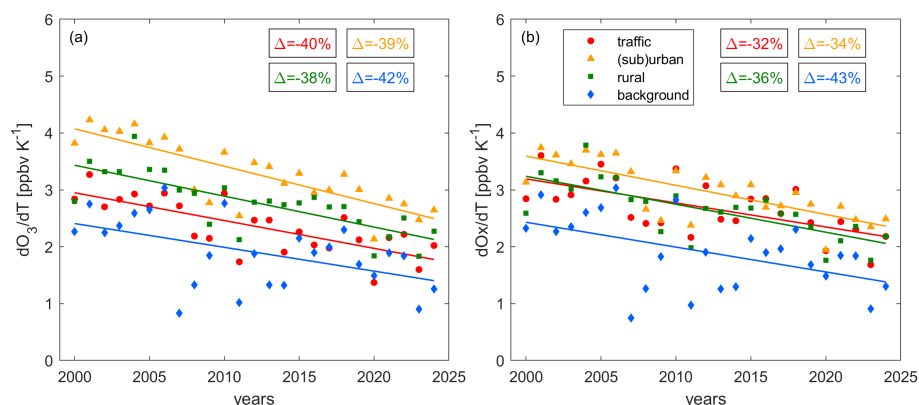 (a)
Δ=-40%
Δ=-39%
Δ=-38%
Δ=-42%
6
5
4
3
2
1
0
dO₃/dT [ppbv K⁻¹]
2000
2005
2010
2015
2020
2025
years
(b)
traffic
(sub)urban
rural
background
Δ=-32%
Δ=-34%
Δ=-36%
Δ=-43%
6
5
4
3
2
1
0
dOx/dT [ppbv K⁻¹]
2000
2005
2010
2015
2020
2025
years